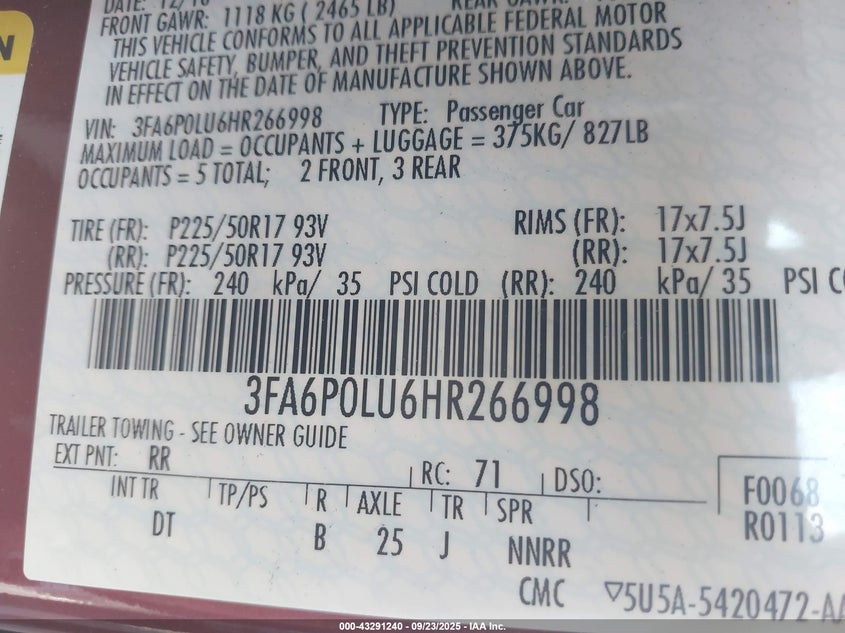 DATE: 12/16
FRONT GAWR: 1118 KG ( 2465 LB)
THIS VEHICLE CONFORMS TO ALL APPLICABLE FEDERAL MOTOR
VEHICLE SAFETY, BUMPER, AND THEFT PREVENTION STANDARDS
IN EFFECT ON THE DATE OF MANUFACTURE SHOWN ABOVE.
VIN: 3FA6P0LU6HR266998 TYPE: Passenger Car
MAXIMUM LOAD = OCCUPANTS + LUGGAGE = 375KG/ 827LB
OCCUPANTS = 5 TOTAL; 2 FRONT, 3 REAR
TIRE (FR): P225/50R17 93V RIMS (FR): 17x7.5J
(RR): P225/50R17 93V (RR): 17x7.5J
PRESSURE (FR): 240 kPa/ 35 PSI COLD (RR): 240 kPa/ 35 PSI
3FA6P0LU6HR266998
TRAILER TOWING - SEE OWNER GUIDE
EXT PNT: RR RC: 71 DSO:
INT TR TP/PS R AXLE TR SPR
DT B 25 J NNRR
F0068
R0113
CMC ▽5U5A-5420472-AA
000-43291240 - 09/23/2025 - IAA Inc.